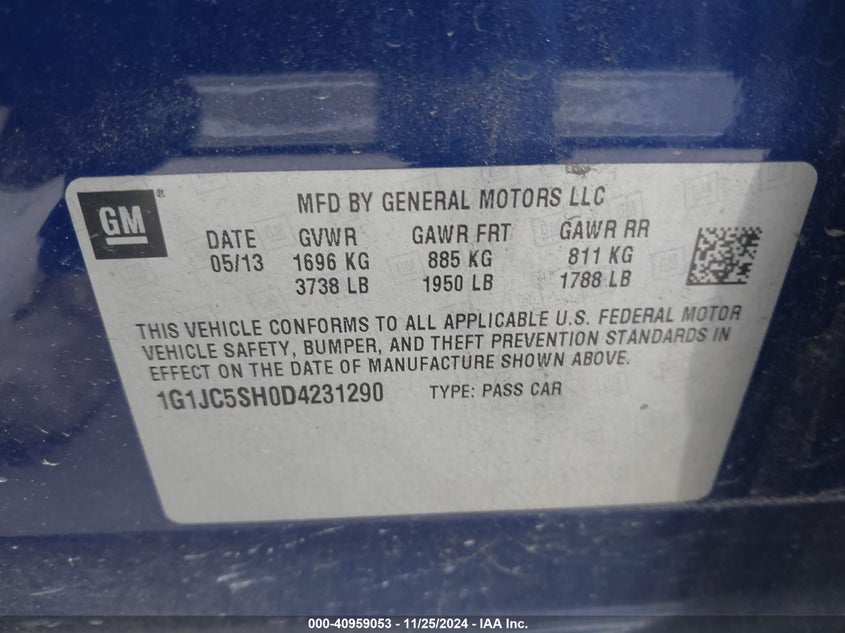 GM®
MFD BY GENERAL MOTORS LLC
DATE GVWR GAWR FRT GAWR RR
05/13 1696 KG 885 KG 811 KG
3738 LB 1950 LB 1788 LB
THIS VEHICLE CONFORMS TO ALL APPLICABLE U.S. FEDERAL MOTOR
VEHICLE SAFETY, BUMPER, AND THEFT PREVENTION STANDARDS IN
EFFECT ON THE DATE OF MANUFACTURE SHOWN ABOVE.
1G1JC5SH0D4231290 TYPE: PASS CAR
000-40959053 - 11/25/2024 - IAA Inc.